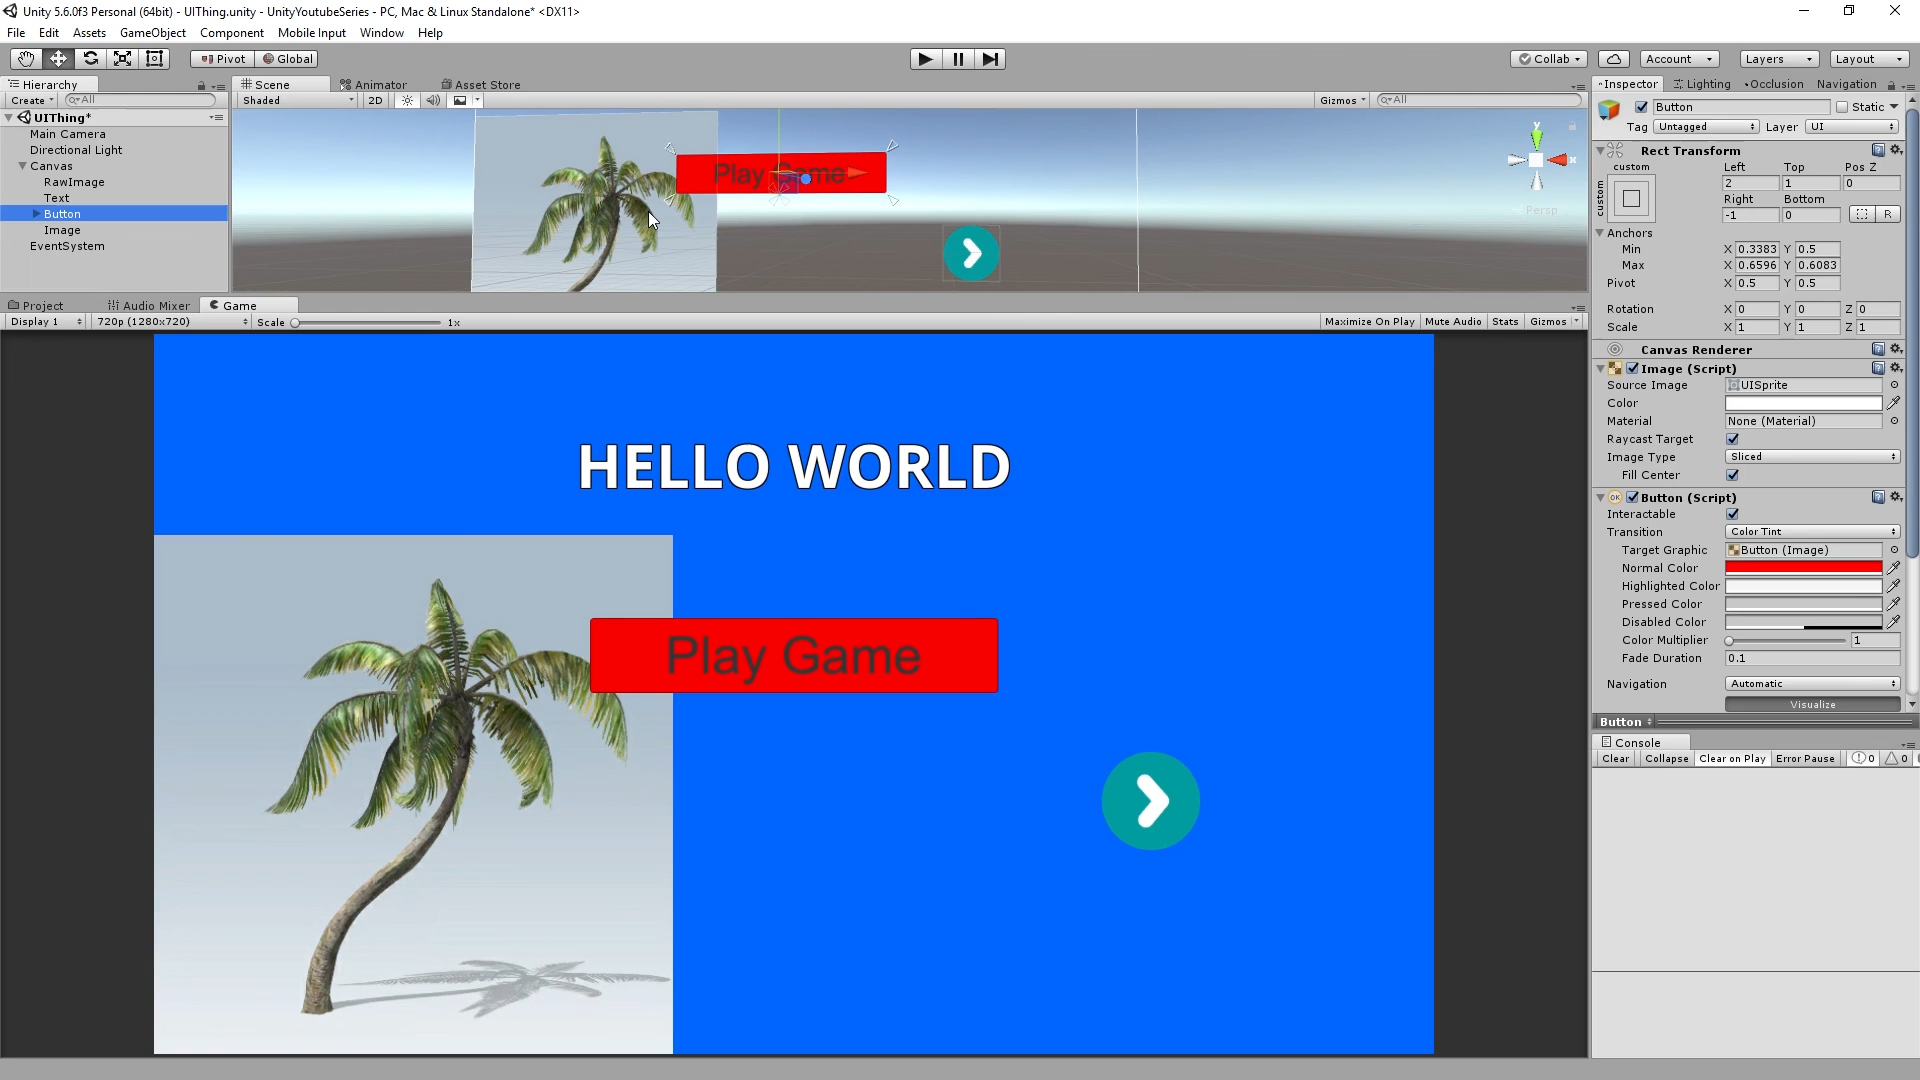 Unity 5.6.0f3 Personal (64bit) - UIThing.unity - UnityYoutubeSeries - PC, Mac & Linux Standalone* <DX11>
File Edit Assets GameObject Component Mobile Input Window Help
Pivot Global Collab Account Layers Layout
Hierarchy
Create All
UIThing*
Main Camera
Directional Light
Canvas
RawImage
Text
Button
Image
EventSystem
Scene Animator Asset Store
Shaded 2D Gizmos All
Play Game
y
x
Persp
Project Audio Mixer Game
Display 1 720p (1280x720) Scale 1x Maximize On Play Mute Audio Stats Gizmos
HELLO WORLD
Play Game
Inspector Lighting Occlusion Navigation
Button Static
Tag Untagged Layer UI
Rect Transform
custom Left Top Pos Z
custom 2 1 0
Right Bottom
-1 0 R
Anchors
Min X 0.3383 Y 0.5
Max X 0.6596 Y 0.6083
Pivot X 0.5 Y 0.5
Rotation X 0 Y 0 Z 0
Scale X 1 Y 1 Z 1
Canvas Renderer
Image (Script)
Source Image UISprite
Color
Material None (Material)
Raycast Target
Image Type Sliced
Fill Center
OK Button (Script)
Interactable
Transition Color Tint
Target Graphic Button (Image)
Normal Color
Highlighted Color
Pressed Color
Disabled Color
Color Multiplier 1
Fade Duration 0.1
Navigation Automatic
Visualize
Button
Console
Clear Collapse Clear on Play Error Pause 0 0